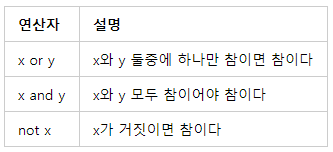 연산자 설명
x or y x와 y 둘중에 하나만 참이면 참이다
x and y x와 y 모두 참이어야 참이다
not x x가 거짓이면 참이다